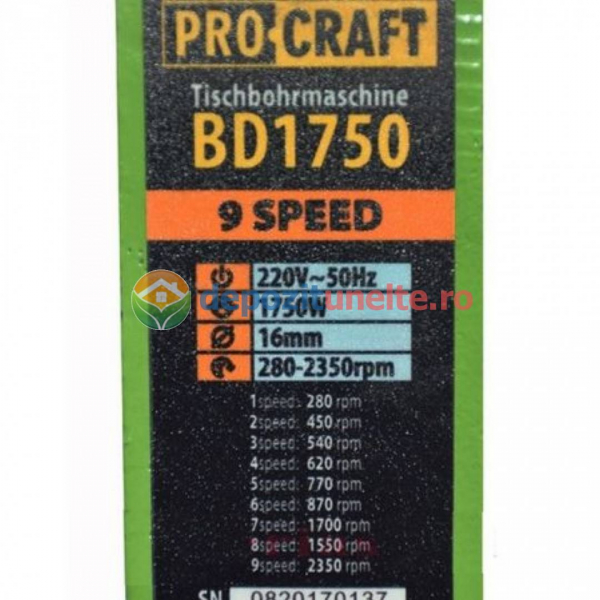 PRO-CRAFT
Tischbohrmaschine
BD1750
9 SPEED
220V~50Hz
depozitunelte.ro
1750W
16mm
280-2350rpm
1speed: 280 rpm
2speed: 450 rpm
3speed: 540 rpm
4speed: 620 rpm
5speed: 770 rpm
6speed: 870 rpm
7speed: 1700 rpm
8speed: 1550 rpm
9speed: 2350 rpm
SN 0820170137